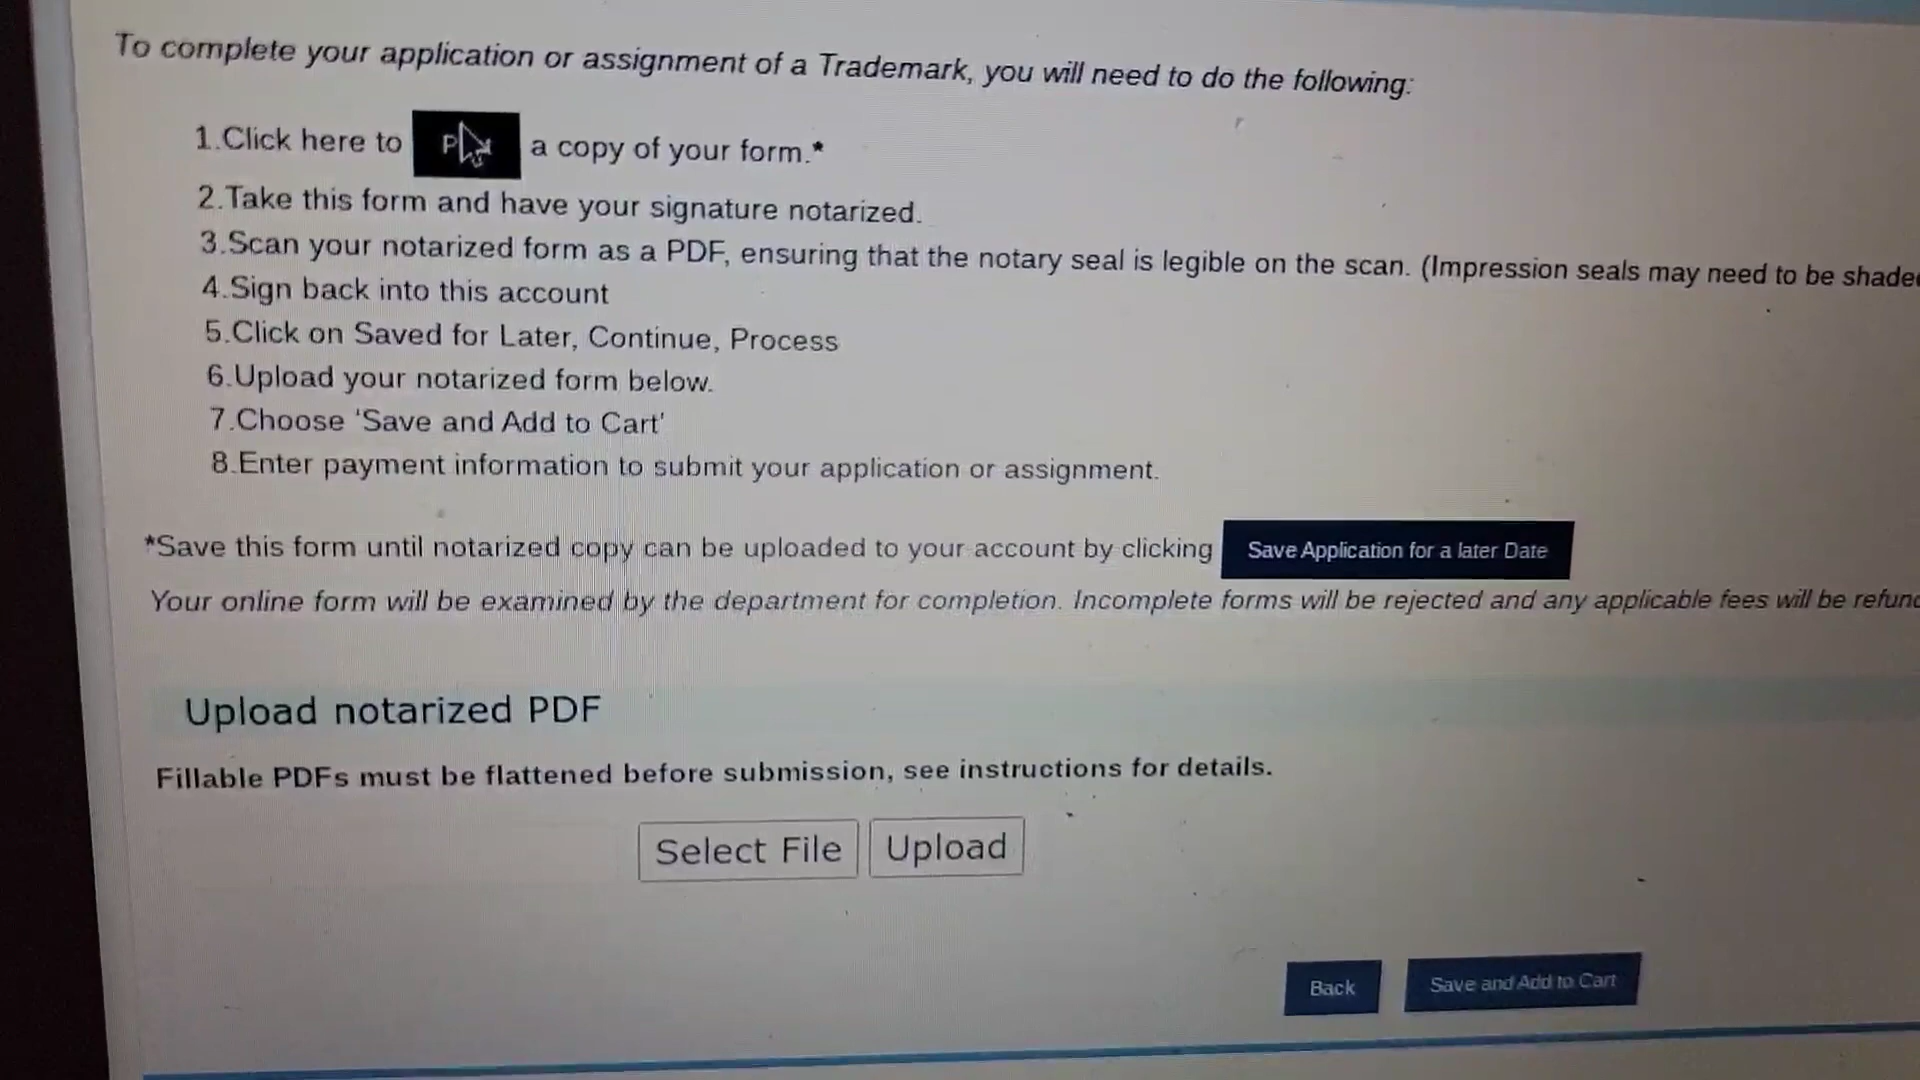 To complete your application or assignment of a Trademark, you will need to do the following:
1.Click here to a copy of your form.*
2.Take this form and have your signature notarized.
3.Scan your notarized form as a PDF, ensuring that the notary seal is legible on the scan. (Impression seals may need to be
4.Sign back into this account
5.Click on Saved for Later, Continue, Process
6.Upload your notarized form below.
7.Choose 'Save and Add to Cart'
8.Enter payment information to submit your application or assignment.
*Save this form until notarized copy can be uploaded to your account by clicking Save Application for a later Date
Your online form will be examined by the department for completion. Incomplete forms will be rejected and any applicable fees will be
Upload notarized PDF
Fillable PDFs must be flattened before submission, see instructions for details.
Select File Upload
Back Save and Add to Cart